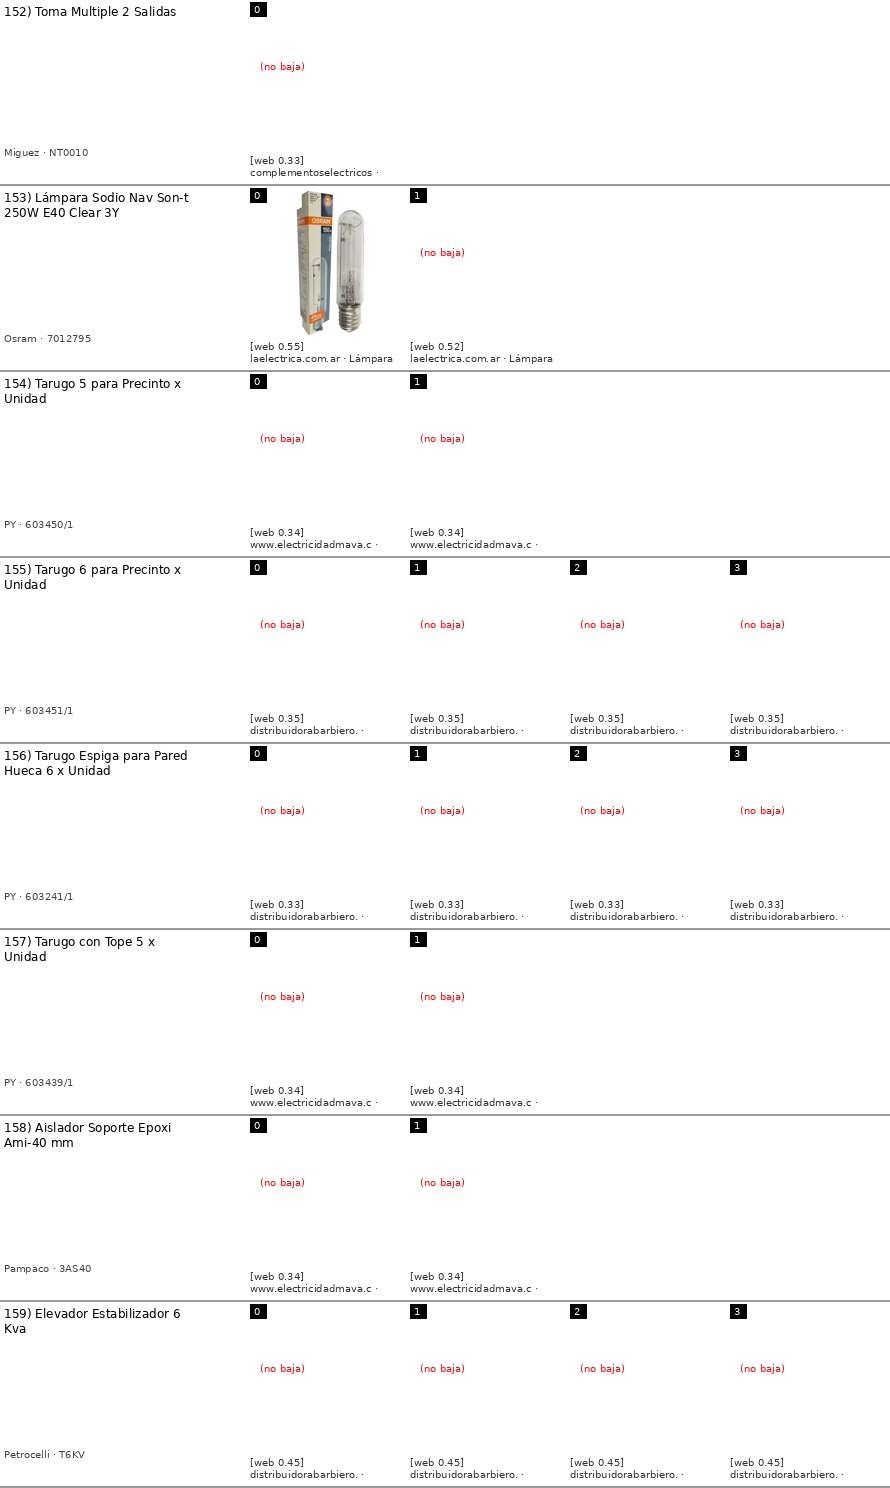 152) Toma Multiple 2 Salidas
0
(no baja)
Miguez · NT0010
[web 0.33]
complementoselectricos ·
153) Lámpara Sodio Nav Son-t
250W E40 Clear 3Y
0
OSRAM
1
(no baja)
Osram · 7012795
[web 0.55]
laelectrica.com.ar · Lámpara
[web 0.52]
laelectrica.com.ar · Lámpara
154) Tarugo 5 para Precinto x
Unidad
0
(no baja)
1
(no baja)
PY · 603450/1
[web 0.34]
www.electricidadmava.c ·
[web 0.34]
www.electricidadmava.c ·
155) Tarugo 6 para Precinto x
Unidad
0
(no baja)
1
(no baja)
2
(no baja)
3
(no baja)
PY · 603451/1
[web 0.35]
distribuidorabarbiero. ·
[web 0.35]
distribuidorabarbiero. ·
[web 0.35]
distribuidorabarbiero. ·
[web 0.35]
distribuidorabarbiero. ·
156) Tarugo Espiga para Pared
Hueca 6 x Unidad
0
(no baja)
1
(no baja)
2
(no baja)
3
(no baja)
PY · 603241/1
[web 0.33]
distribuidorabarbiero. ·
[web 0.33]
distribuidorabarbiero. ·
[web 0.33]
distribuidorabarbiero. ·
[web 0.33]
distribuidorabarbiero. ·
157) Tarugo con Tope 5 x
Unidad
0
(no baja)
1
(no baja)
PY · 603439/1
[web 0.34]
www.electricidadmava.c ·
[web 0.34]
www.electricidadmava.c ·
158) Aislador Soporte Epoxi
Ami-40 mm
0
(no baja)
1
(no baja)
Pampaco · 3AS40
[web 0.34]
www.electricidadmava.c ·
[web 0.34]
www.electricidadmava.c ·
159) Elevador Estabilizador 6
Kva
0
(no baja)
1
(no baja)
2
(no baja)
3
(no baja)
Petrocelli · T6KV
[web 0.45]
distribuidorabarbiero. ·
[web 0.45]
distribuidorabarbiero. ·
[web 0.45]
distribuidorabarbiero. ·
[web 0.45]
distribuidorabarbiero. ·